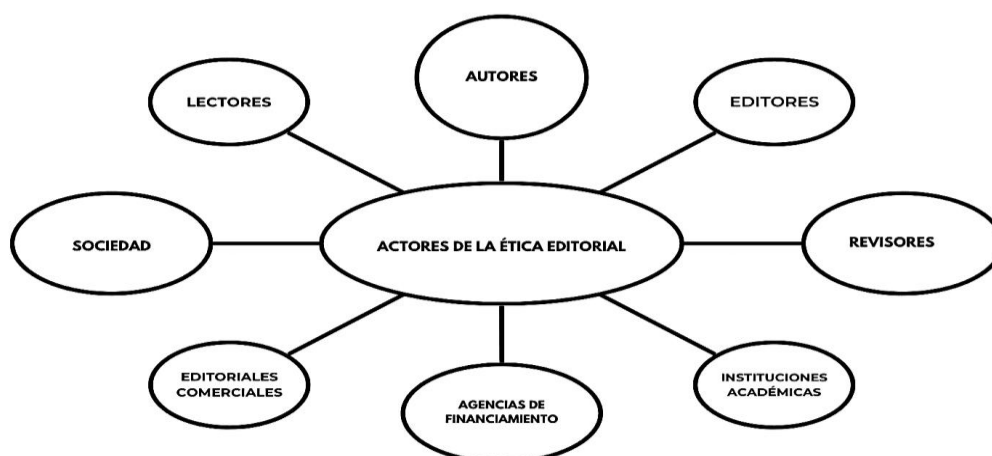 AUTORES
LECTORES
EDITORES
SOCIEDAD
ACTORES DE LA ÉTICA EDITORIAL
REVISORES
EDITORIALES
COMERCIALES
AGENCIAS DE
FINANCIAMIENTO
INSTITUCIONES
ACADÉMICAS